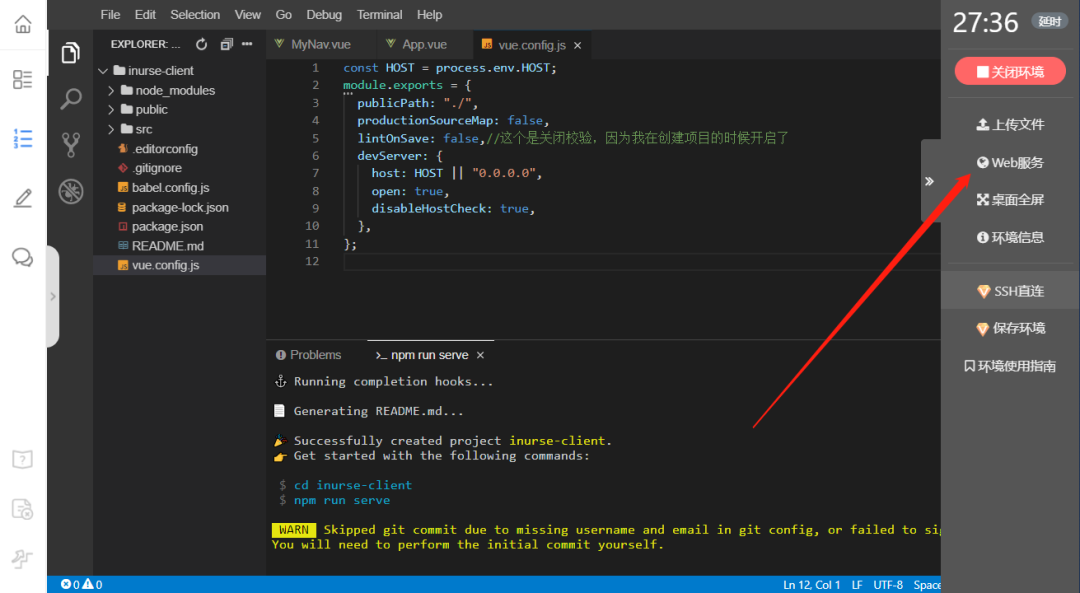 File Edit Selection View Go Debug Terminal Help
27:36 延时
EXPLORER: ...
MyNav.vue
App.vue
vue.config.js ×
inurse-client
node_modules
public
src
.editorconfig
.gitignore
babel.config.js
package-lock.json
package.json
README.md
vue.config.js
1 const HOST = process.env.HOST;
2 module.exports = {
3 publicPath: "./",
4 productionSourceMap: false,
5 lintOnSave: false,//这个是关闭校验，因为我在创建项目的时候开启了
6 devServer: {
7 host: HOST || "0.0.0.0",
8 open: true,
9 disableHostCheck: true,
10 },
11 };
12
关闭环境
上传文件
Web服务
桌面全屏
环境信息
SSH直连
保存环境
环境使用指南
Problems
>_ npm run serve ×
Running completion hooks...
Generating README.md...
Successfully created project inurse-client.
Get started with the following commands:
$ cd inurse-client
$ npm run serve
WARN Skipped git commit due to missing username and email in git config, or failed to sig
You will need to perform the initial commit yourself.
0 0
Ln 12, Col 1 LF UTF-8 Space